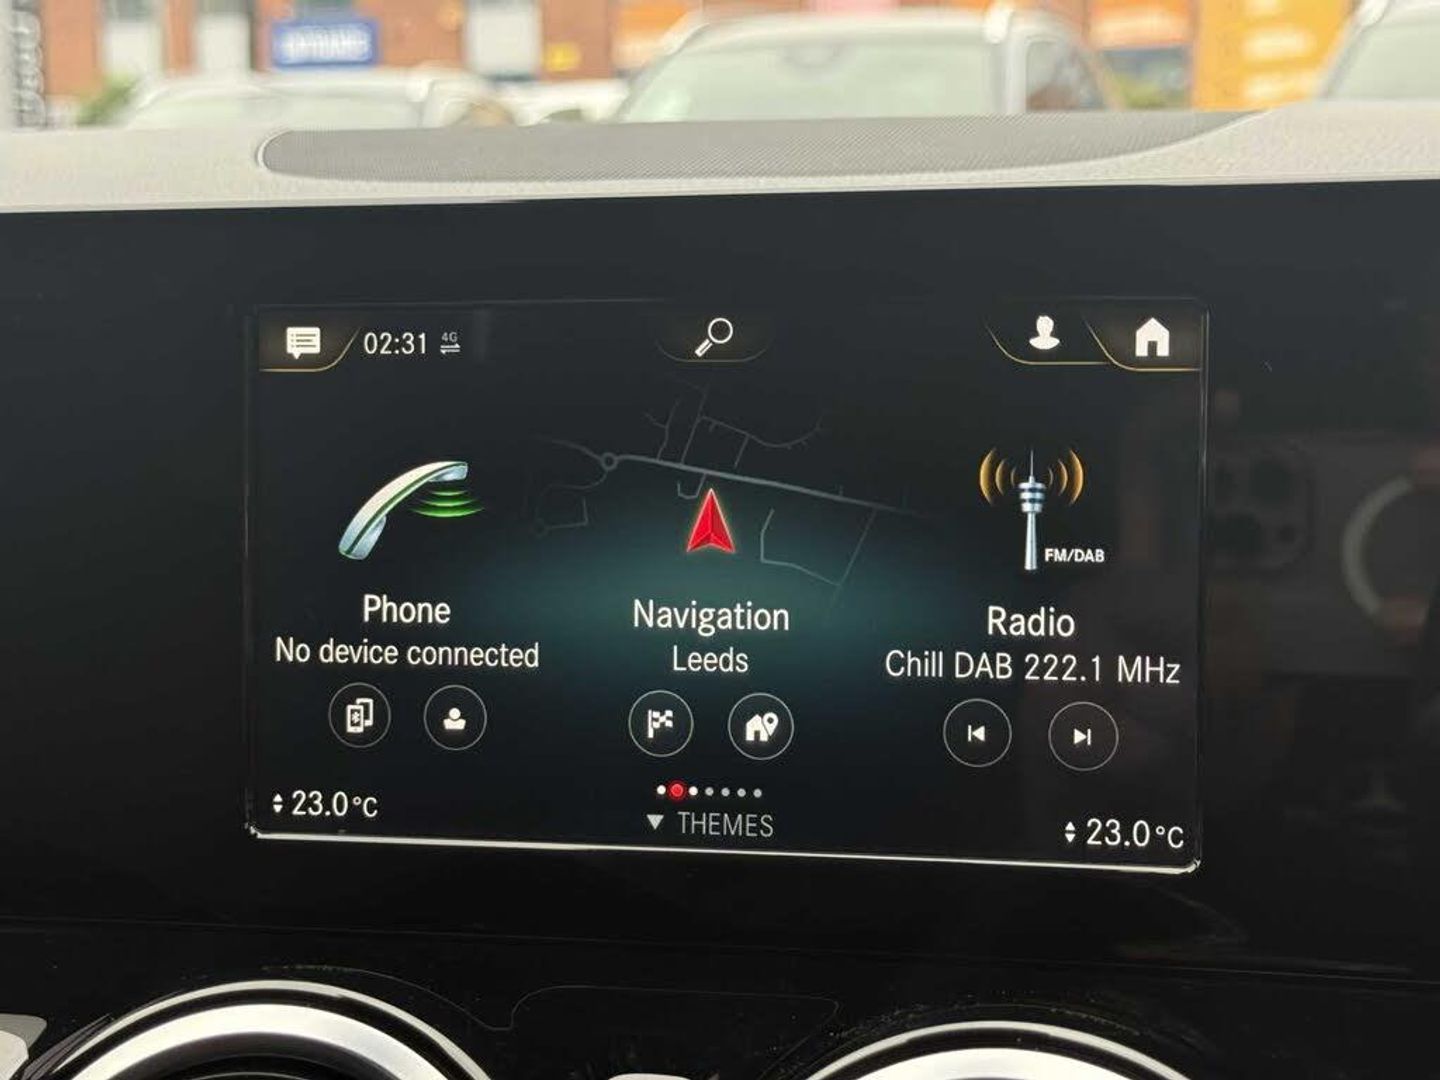 02:31 4G
FM/DAB
Phone
No device connected
Navigation
Leeds
Radio
Chill DAB 222.1 MHz
23.0°C
THEMES
23.0°C